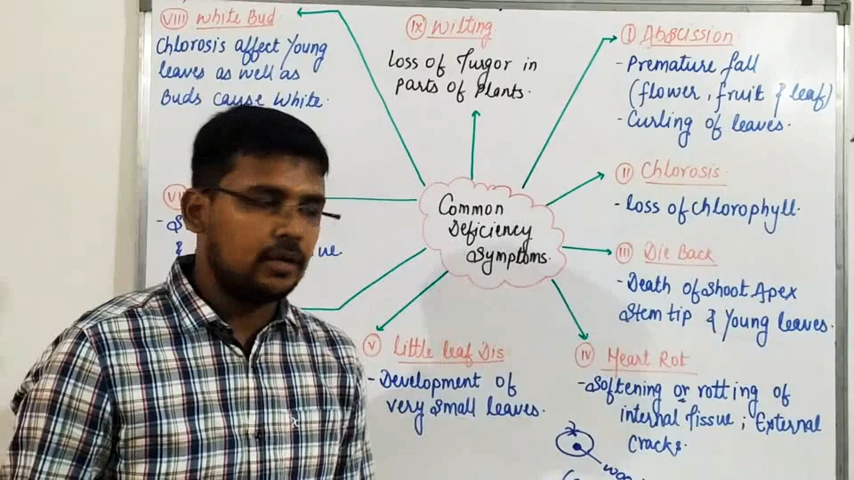 VIII White Bud
Chlorosis affect Young
leaves as well as
Buds cause white.
IX Wilting
Loss of Turgor in
parts of Plants.
I Abscission
- Premature fall
(flower, fruit & leaf)
- Curling of leaves.
II Chlorosis
- Loss of chlorophyll.
III Die Back
- Death of Shoot Apex
Stem tip & Young leaves.
IV Heart Rot
- Softening or rotting of
internal Tissue; External
Cracks.
V Little leaf Dis
- Development of
very small leaves.
Common
Deficiency
Symptoms